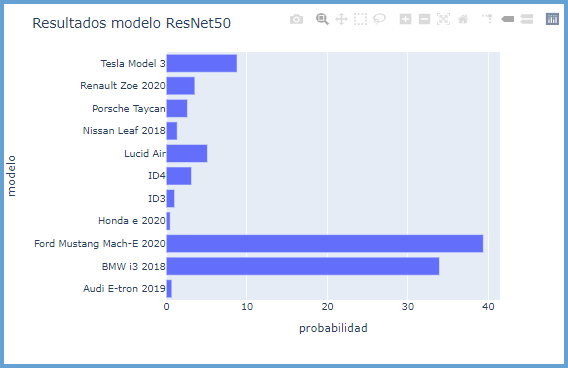 Resultados modelo ResNet50
Tesla Model 3
Renault Zoe 2020
Porsche Taycan
Nissan Leaf 2018
Lucid Air
ID4
ID3
Honda e 2020
Ford Mustang Mach-E 2020
BMW i3 2018
Audi E-tron 2019
modelo
0 10 20 30 40
probabilidad